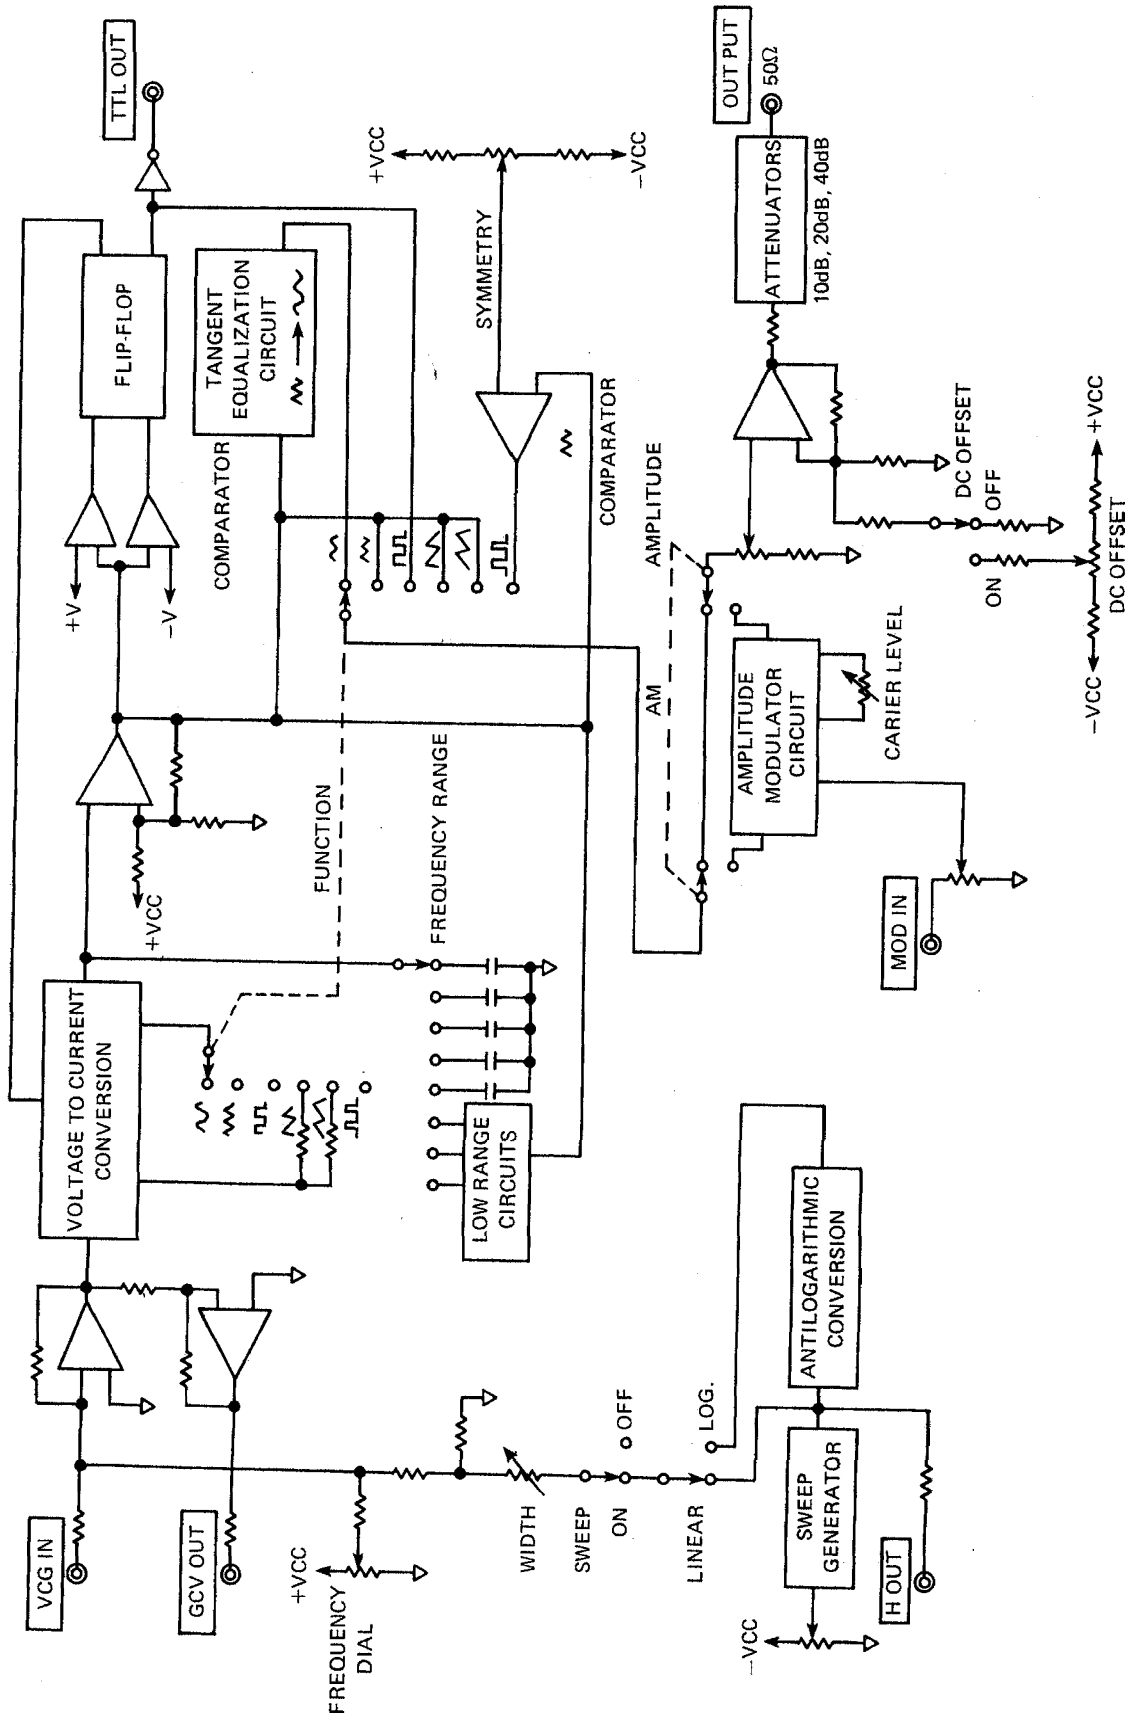 VCG IN
GCV OUT
+VCC
FREQUENCY
DIAL
WIDTH
SWEEP
ON
OFF
LINEAR
LOG.
−VCC
SWEEP
GENERATOR
H OUT
ANTILOGARITHMIC
CONVERSION
VOLTAGE TO CURRENT
CONVERSION
LOW RANGE
CIRCUITS
FREQUENCY RANGE
FUNCTION
+VCC
+V
−V
COMPARATOR
FLIP-FLOP
TTL OUT
TANGENT
EQUALIZATION
CIRCUIT
SYMMETRY
+VCC
−VCC
COMPARATOR
AM
AMPLITUDE
AMPLITUDE
MODULATOR
CIRCUIT
CARIER LEVEL
MOD IN
DC OFFSET
ON
OFF
−VCC
+VCC
DC OFFSET
ATTENUATORS
10dB, 20dB, 40dB
OUT PUT
50Ω